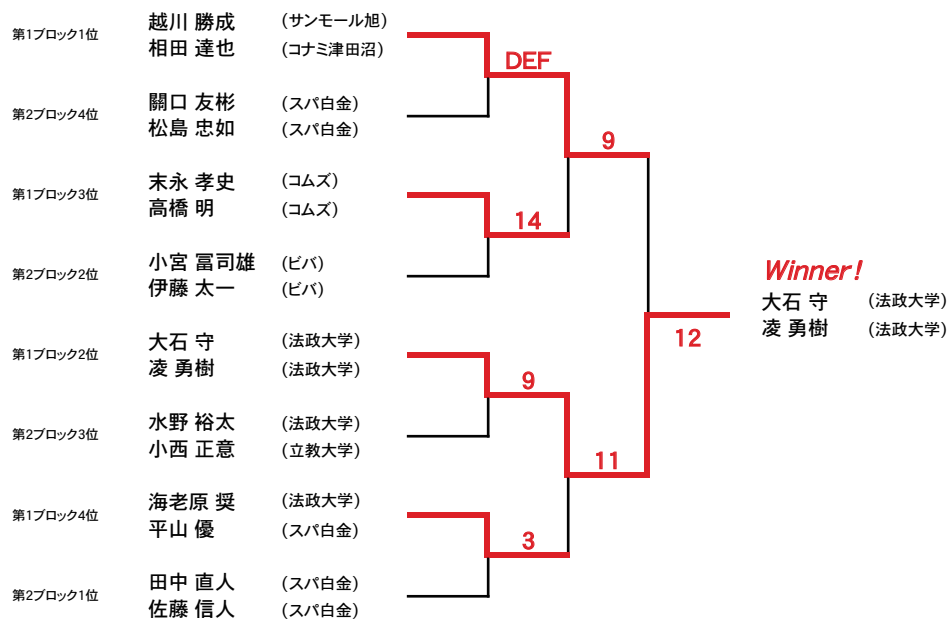 第1ブロック1位 越川 勝成 (サンモール旭)
相田 達也 (コナミ津田沼)
DEF
第2ブロック4位 關口 友彬 (スパ白金)
松島 忠如 (スパ白金)
9
第1ブロック3位 末永 孝史 (コムズ)
高橋 明 (コムズ)
14
第2ブロック2位 小宮 冨司雄 (ビバ)
伊藤 太一 (ビバ)
Winner!
大石 守 (法政大学)
凌 勇樹 (法政大学)
12
第1ブロック2位 大石 守 (法政大学)
凌 勇樹 (法政大学)
9
第2ブロック3位 水野 裕太 (法政大学)
小西 正意 (立教大学)
11
第1ブロック4位 海老原 奨 (法政大学)
平山 優 (スパ白金)
3
第2ブロック1位 田中 直人 (スパ白金)
佐藤 信人 (スパ白金)